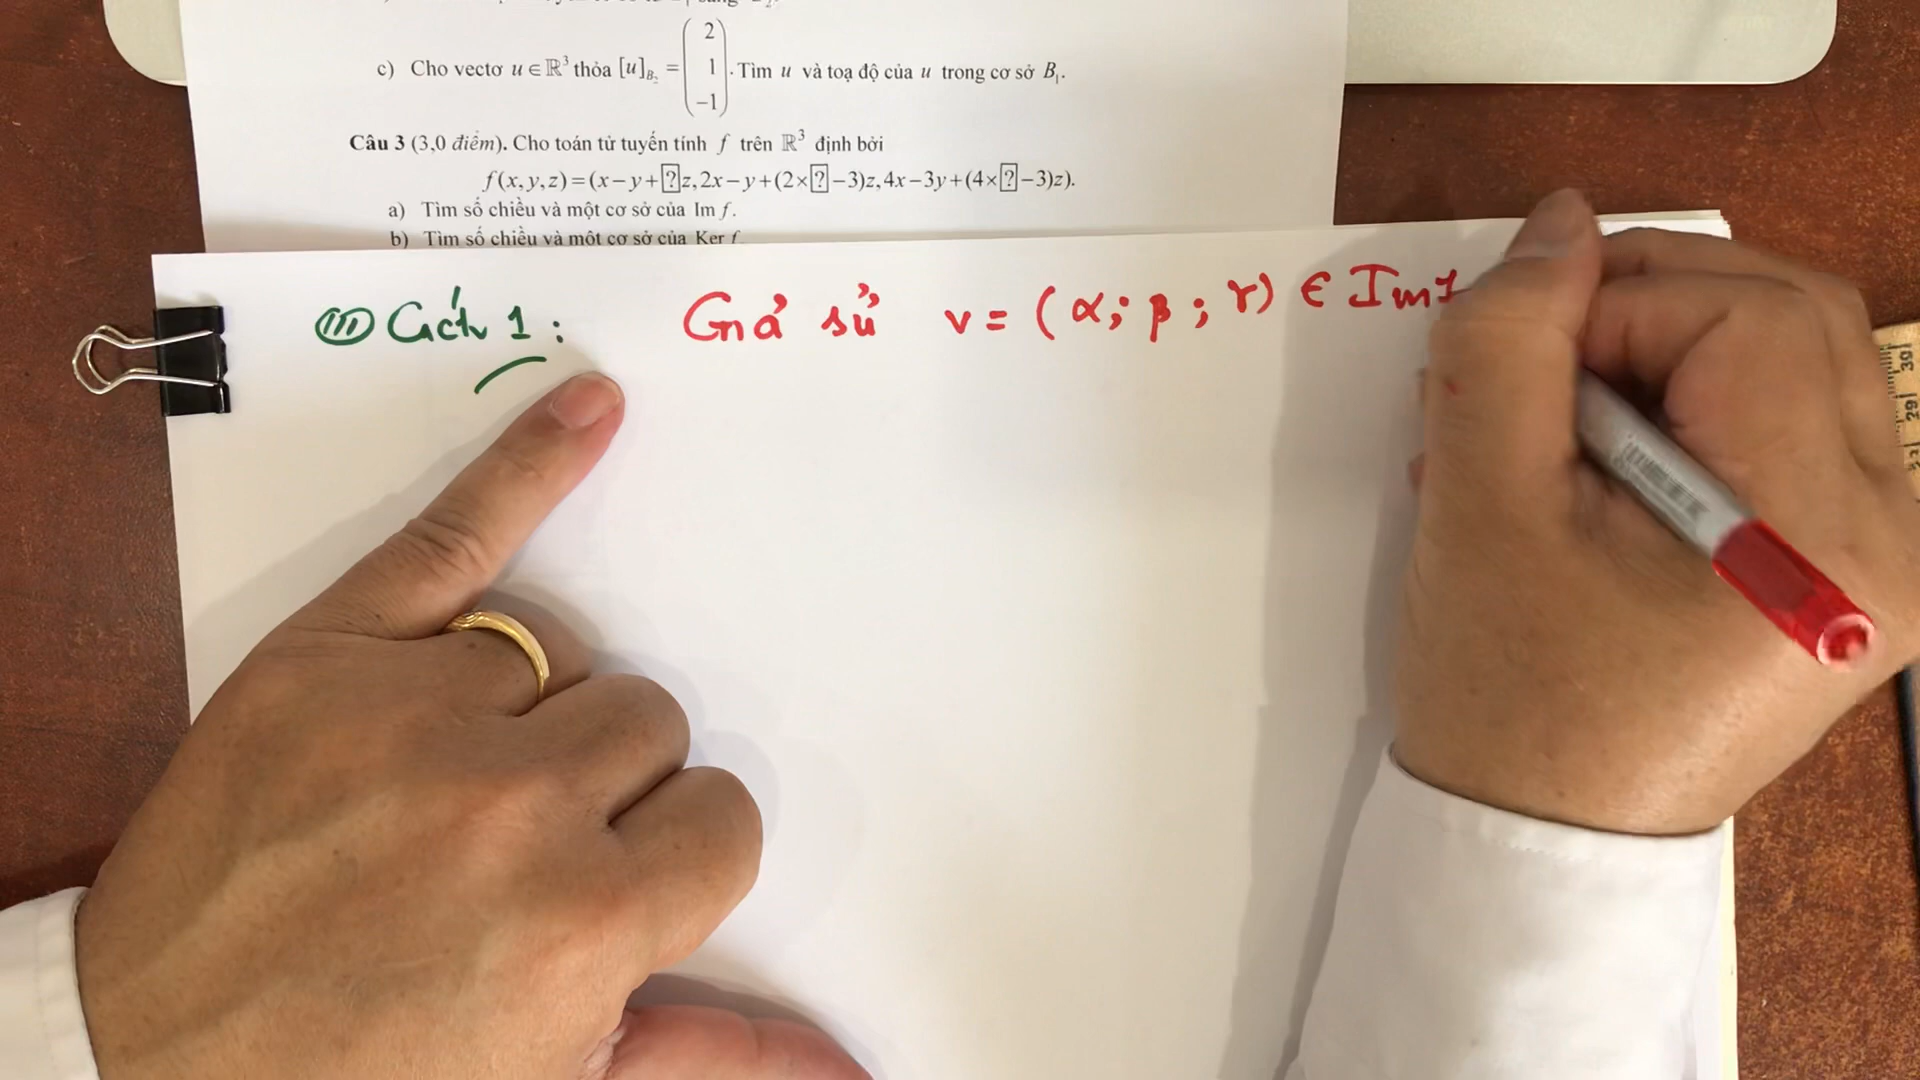 c) Cho vectơ u ∈ ℝ³ thỏa [u]_B₂ = (2 1 −1). Tìm u và toạ độ của u trong cơ sở B₁.
Câu 3 (3,0 điểm). Cho toán tử tuyến tính f trên ℝ³ định bởi
f(x,y,z)=(x−y+[?]z,2x−y+(2×[?]−3)z,4x−3y+(4×[?]−3)z).
a) Tìm số chiều và một cơ sở của Im f.
b) Tìm số chiều và một cơ sở của Ker f
Cách 1 : Giả sử v = (α; β; γ) ∈ Imf
30
29